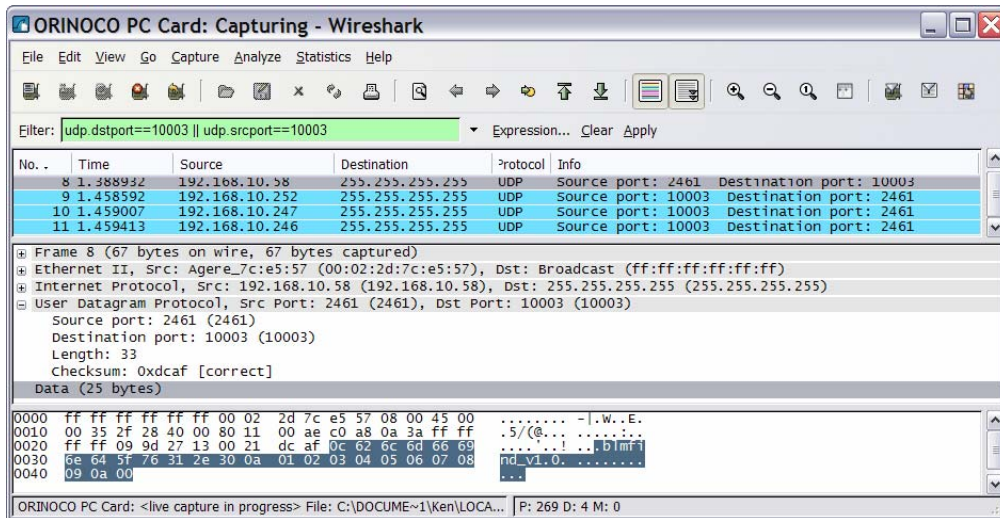 ORINOCO PC Card: Capturing - Wireshark
File Edit View Go Capture Analyze Statistics Help
Filter: udp.dstport==10003 || udp.srcport==10003 Expression... Clear Apply
No. . Time Source Destination Protocol Info
8 1.388932 192.168.10.58 255.255.255.255 UDP Source port: 2461 Destination port: 10003
9 1.458592 192.168.10.252 255.255.255.255 UDP Source port: 10003 Destination port: 2461
10 1.459007 192.168.10.247 255.255.255.255 UDP Source port: 10003 Destination port: 2461
11 1.459413 192.168.10.246 255.255.255.255 UDP Source port: 10003 Destination port: 2461
Frame 8 (67 bytes on wire, 67 bytes captured)
Ethernet II, Src: Agere_7c:e5:57 (00:02:2d:7c:e5:57), Dst: Broadcast (ff:ff:ff:ff:ff:ff)
Internet Protocol, Src: 192.168.10.58 (192.168.10.58), Dst: 255.255.255.255 (255.255.255.255)
User Datagram Protocol, Src Port: 2461 (2461), Dst Port: 10003 (10003)
Source port: 2461 (2461)
Destination port: 10003 (10003)
Length: 33
Checksum: 0xdcaf [correct]
Data (25 bytes)
0000 ff ff ff ff ff ff 00 02 2d 7c e5 57 08 00 45 00 ........ -|.W..E.
0010 00 35 2f 28 40 00 80 11 00 ae c0 a8 0a 3a ff ff .5/(@... .....:..
0020 ff ff 09 9d 27 13 00 21 dc af 0c 62 6c 6d 66 69 ....'..! ...blmfi
0030 6e 64 5f 76 31 2e 30 0a 01 02 03 04 05 06 07 08 nd_v1.0. ........
0040 09 0a 00 ...
ORINOCO PC Card: <live capture in progress> File: C:\DOCUME~1\Ken\LOCA... P: 269 D: 4 M: 0